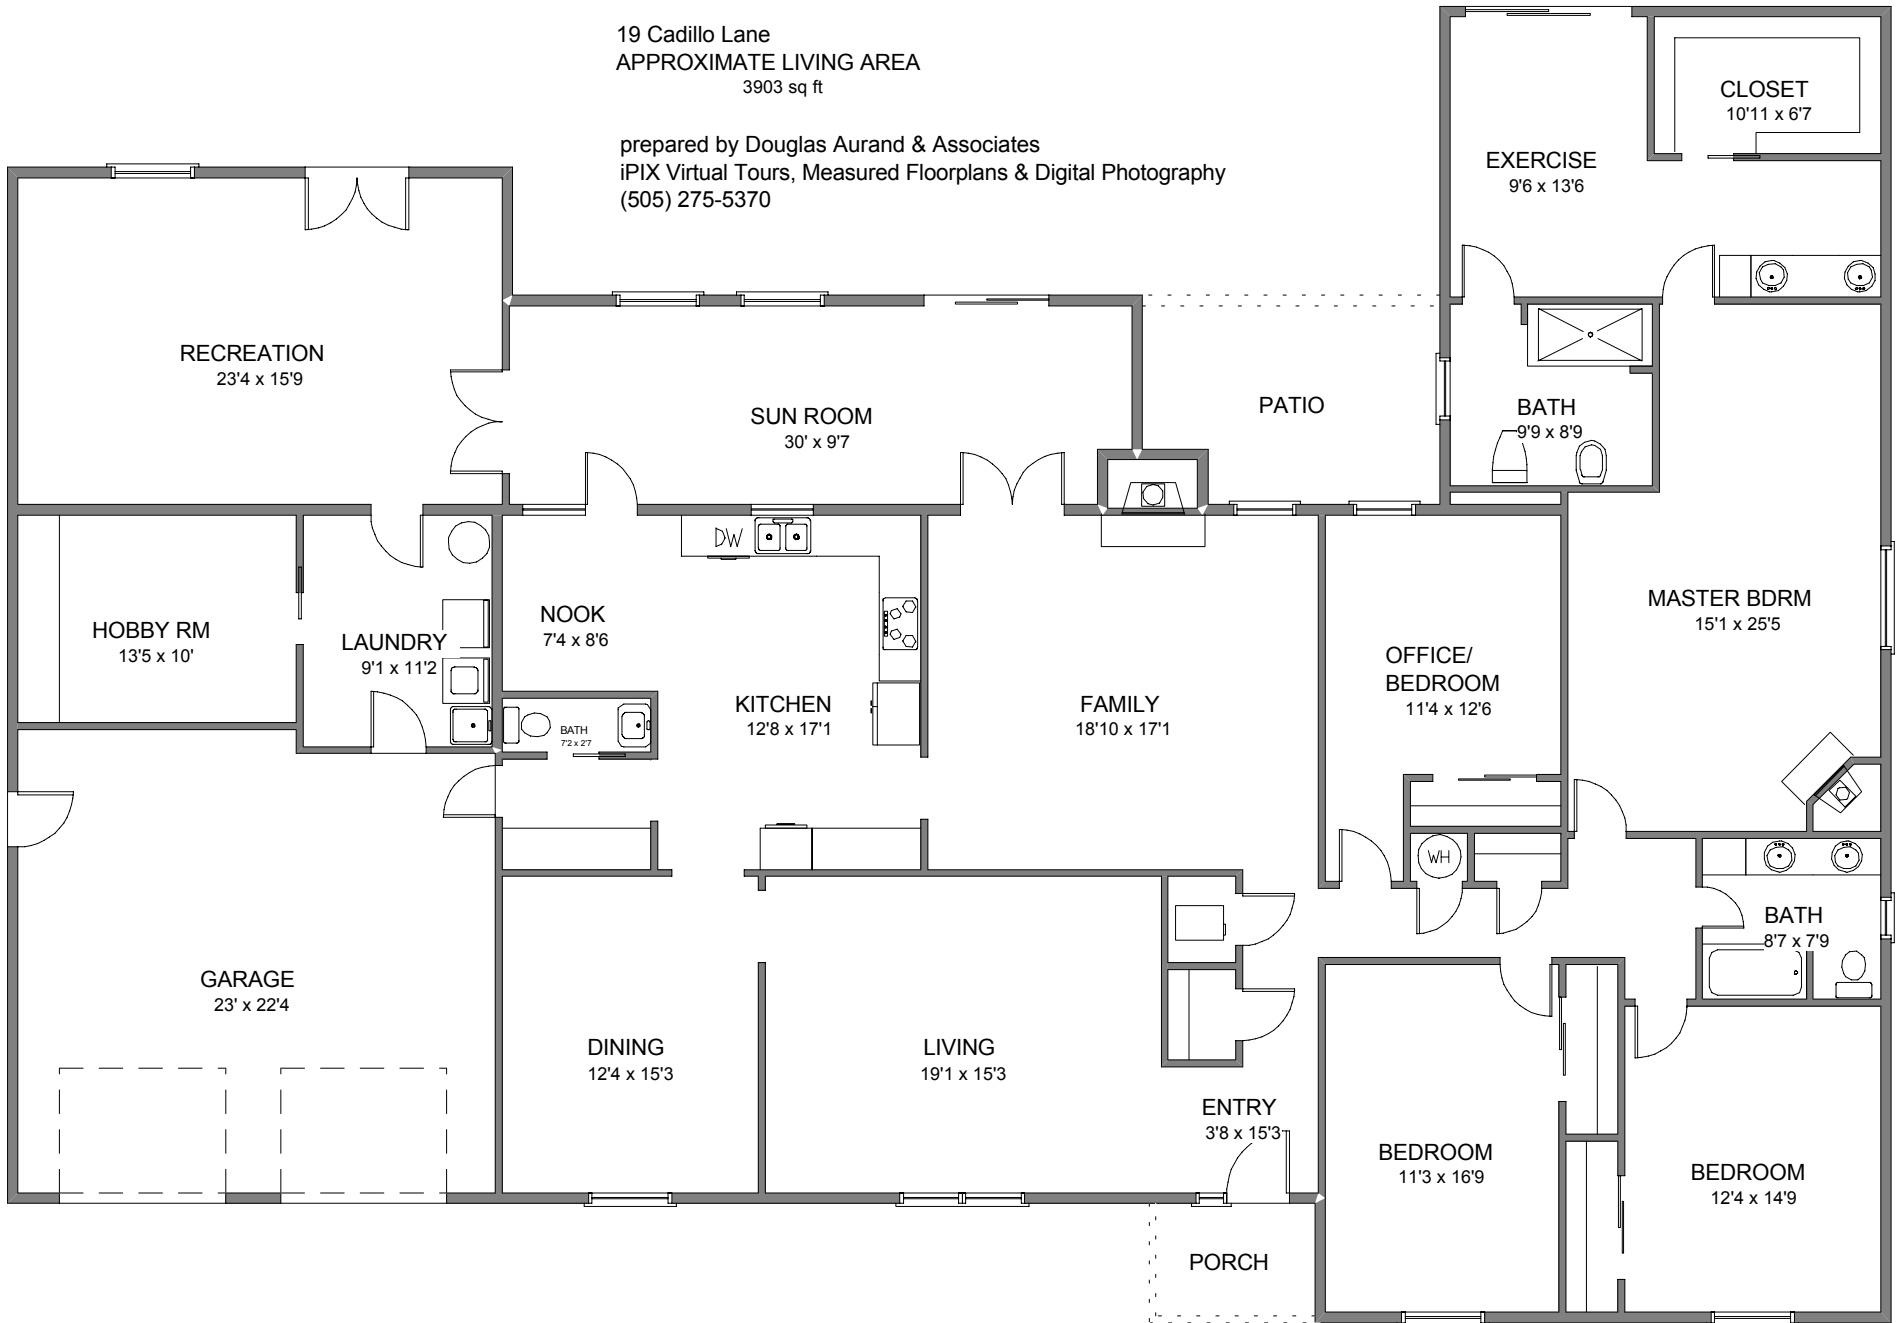 19 Cadillo Lane
APPROXIMATE LIVING AREA
3903 sq ft
prepared by Douglas Aurand & Associates
iPIX Virtual Tours, Measured Floorplans & Digital Photography
(505) 275-5370
CLOSET
10'11 x 6'7
EXERCISE
9'6 x 13'6
RECREATION
23'4 x 15'9
SUN ROOM
30' x 9'7
PATIO
BATH
9'9 x 8'9
DW
HOBBY RM
13'5 x 10'
LAUNDRY
9'1 x 11'2
NOOK
7'4 x 8'6
KITCHEN
12'8 x 17'1
BATH
7'2 x 2'7
FAMILY
18'10 x 17'1
OFFICE/
BEDROOM
11'4 x 12'6
MASTER BDRM
15'1 x 25'5
WH
BATH
8'7 x 7'9
GARAGE
23' x 22'4
DINING
12'4 x 15'3
LIVING
19'1 x 15'3
ENTRY
3'8 x 15'3
BEDROOM
11'3 x 16'9
BEDROOM
12'4 x 14'9
PORCH